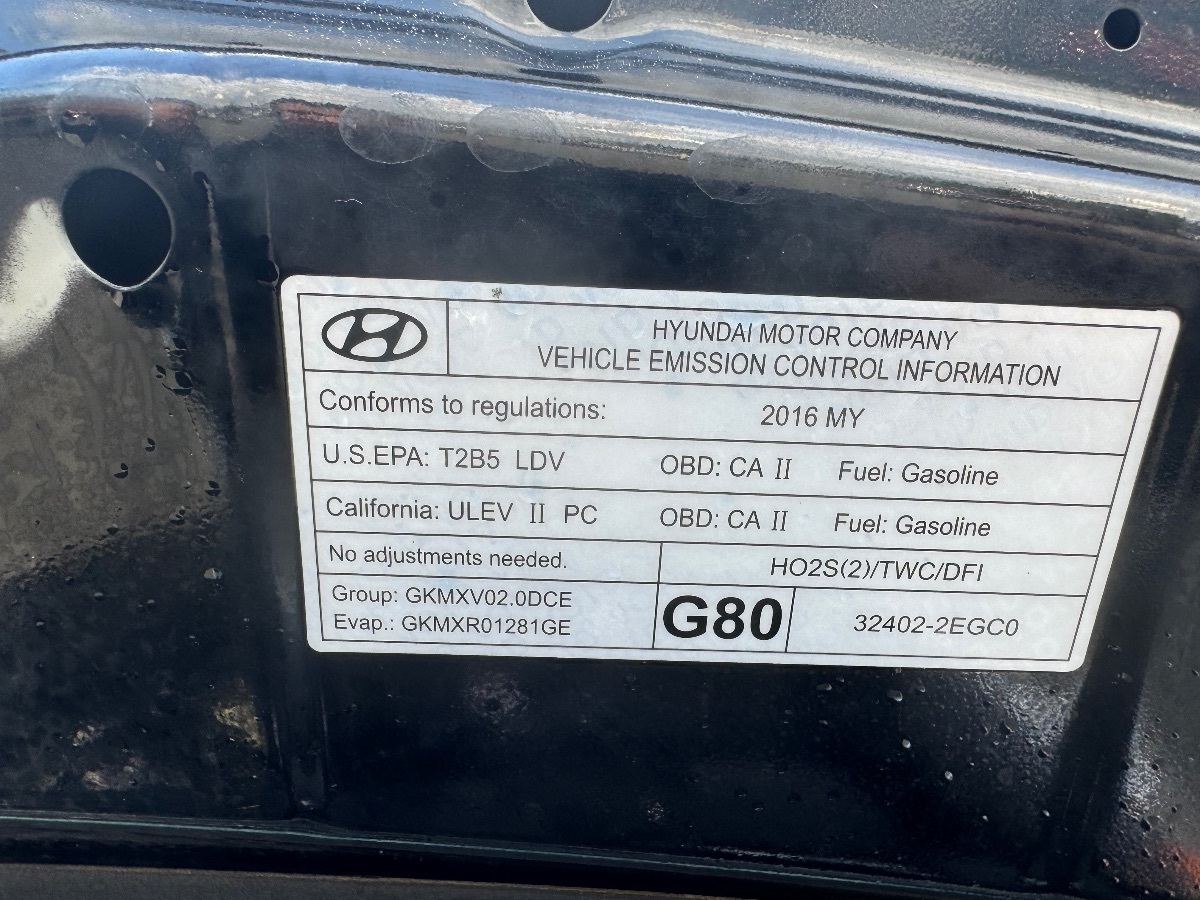 HYUNDAI MOTOR COMPANY
VEHICLE EMISSION CONTROL INFORMATION
Conforms to regulations: 2016 MY
U.S.EPA: T2B5 LDV OBD: CA II Fuel: Gasoline
California: ULEV II PC OBD: CA II Fuel: Gasoline
No adjustments needed. HO2S(2)/TWC/DFI
Group: GKMXV02.0DCE
Evap.: GKMXR01281GE
G80 32402-2EGC0